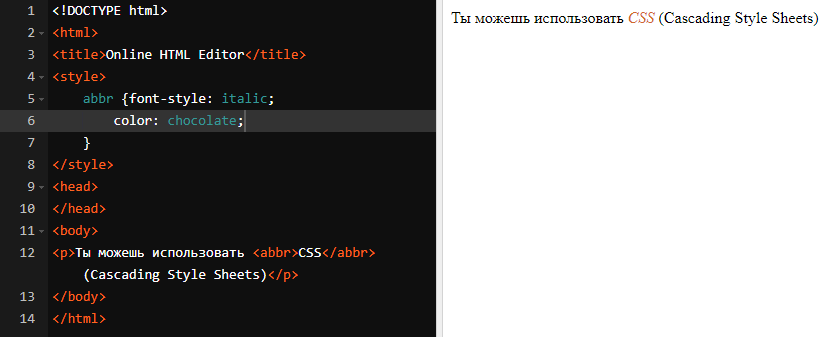 1 <!DOCTYPE html>
2 <html>
3 <title>Online HTML Editor</title>
4 <style>
5 abbr {font-style: italic;
6 color: chocolate;
7 }
8 </style>
9 <head>
10 </head>
11 <body>
12 <p>Ты можешь использовать <abbr>CSS</abbr>
(Cascading Style Sheets)</p>
13 </body>
14 </html>
Ты можешь использовать CSS (Cascading Style Sheets)